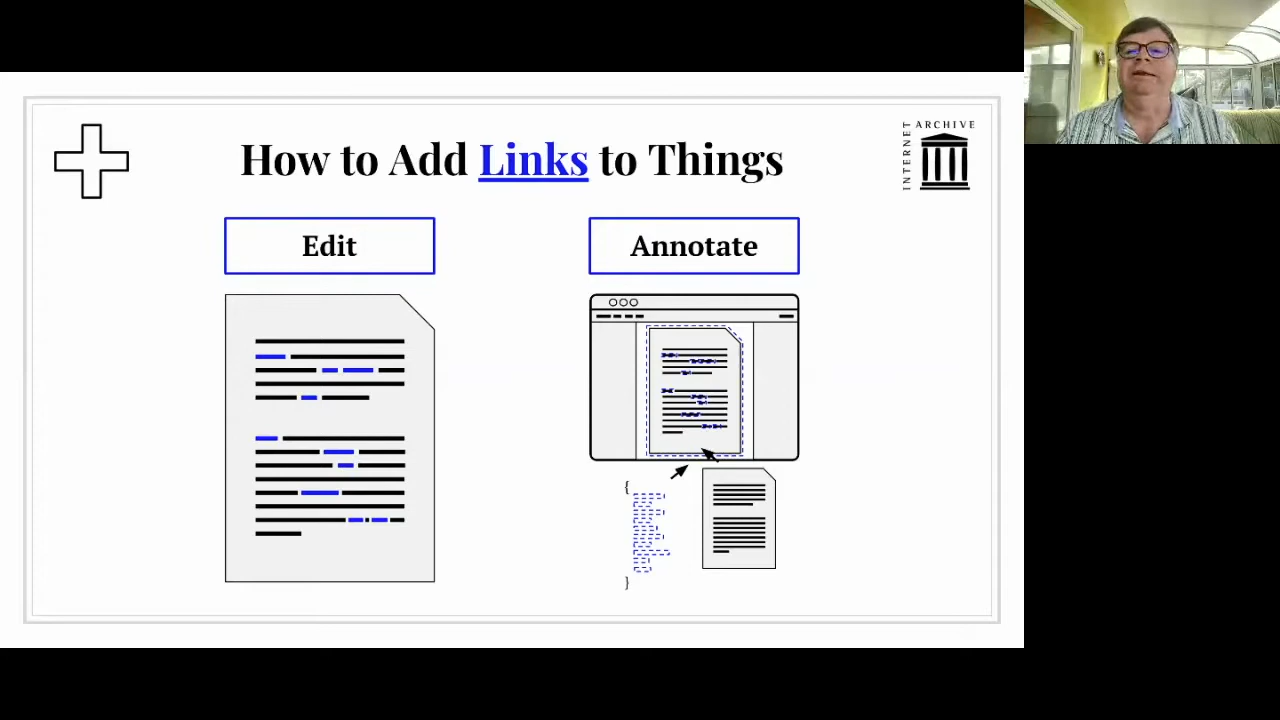 How to Add Links to Things
INTERNET ARCHIVE
Edit
Annotate
{
}